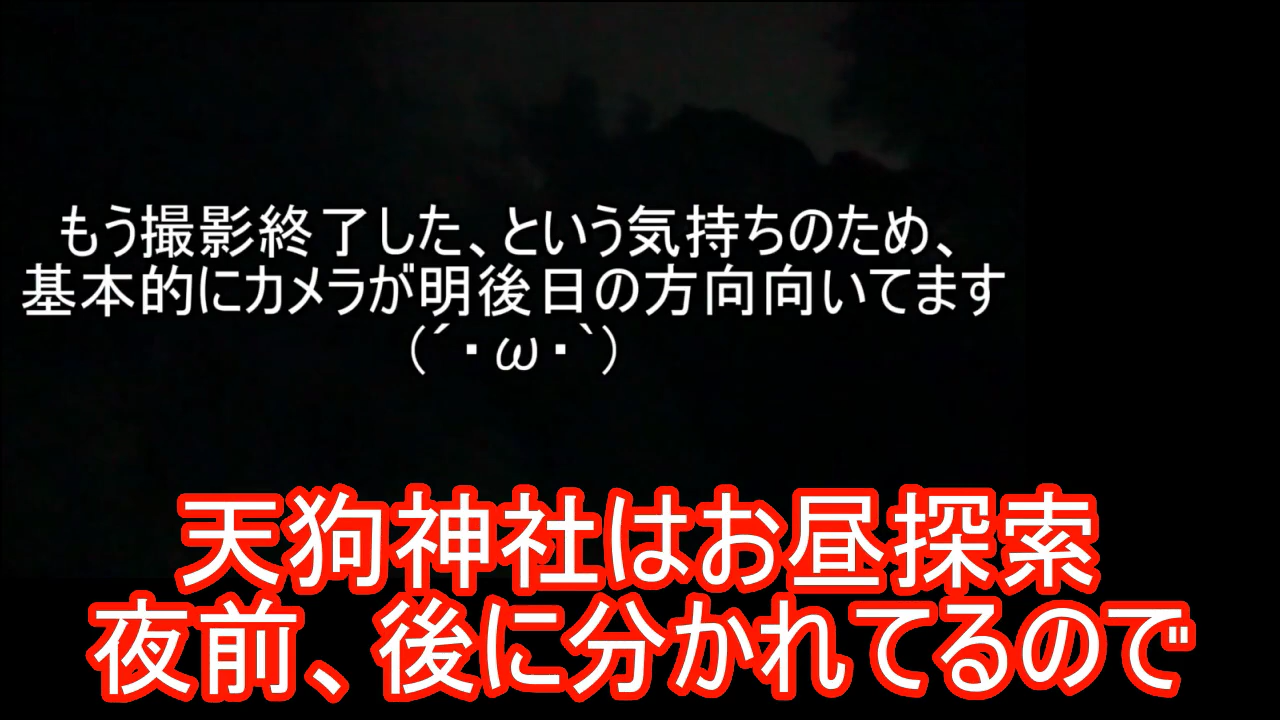 もう撮影終了した、という気持ちのため、
基本的にカメラが明後日の方向向いてます
(´・ω・`)
天狗神社はお昼探索
夜前、後に分かれてるので